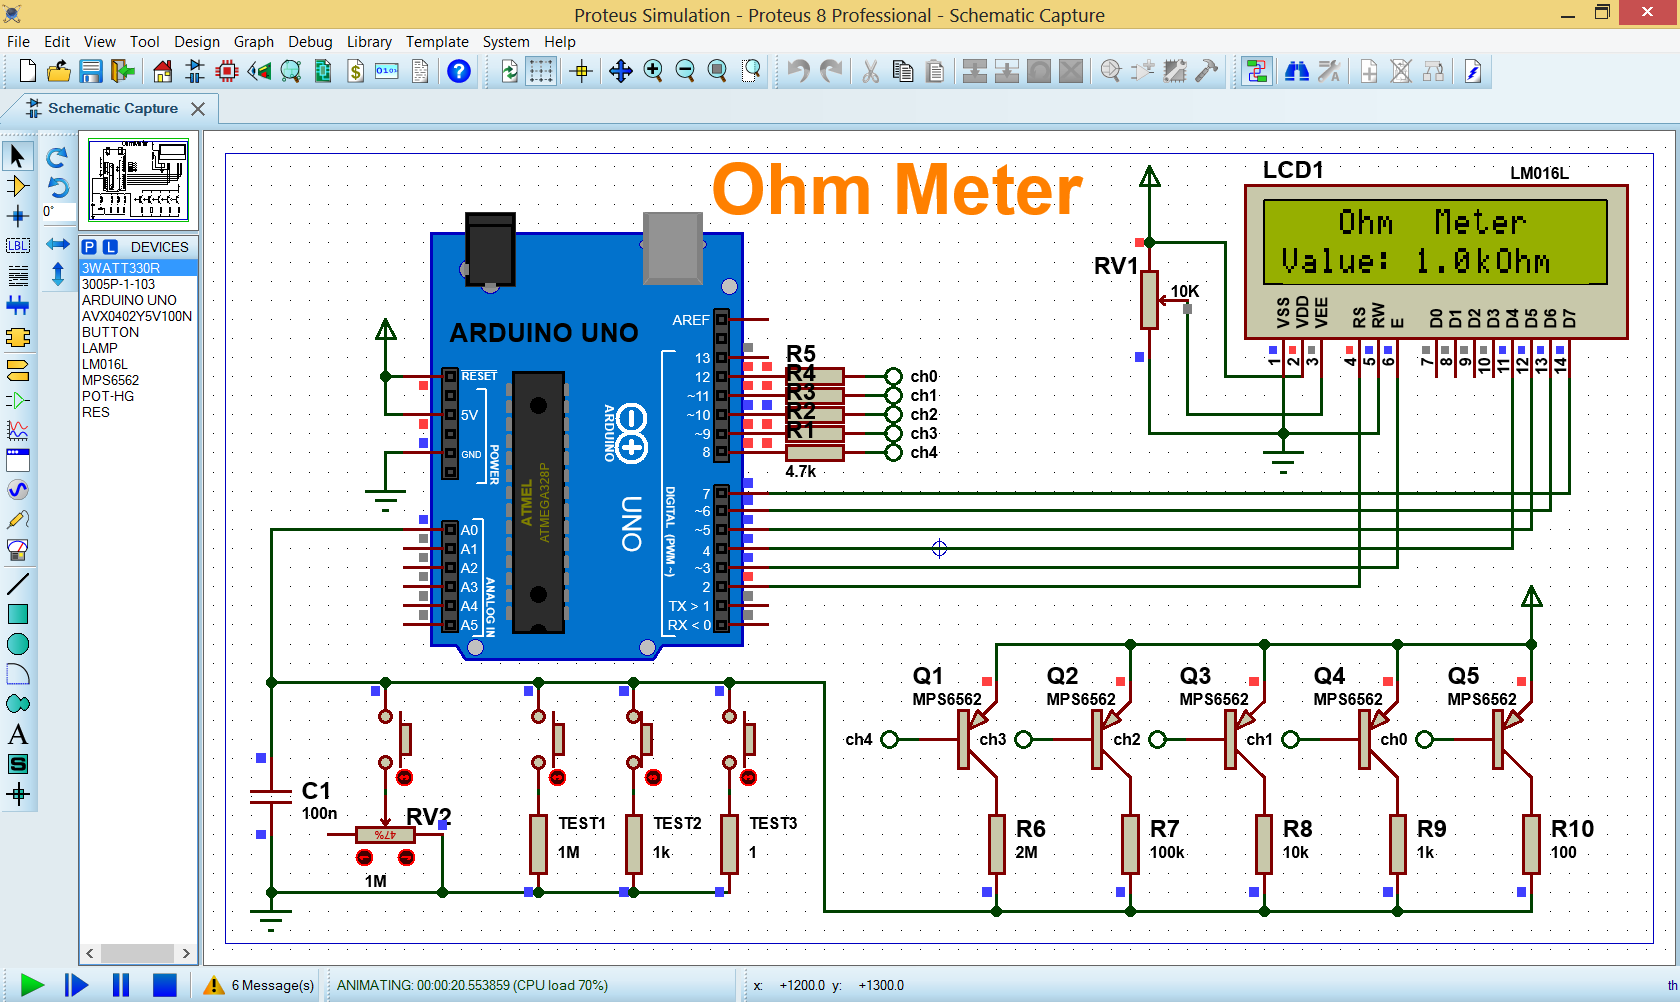 Proteus Simulation - Proteus 8 Professional - Schematic Capture
File Edit View Tool Design Graph Debug Library Template System Help
Schematic Capture
0°
P L DEVICES
3WATT330R
3005P-1-103
ARDUINO UNO
AVX0402Y5V100N
BUTTON
LAMP
LM016L
MPS6562
POT-HG
RES
LBL
A
S
Ohm Meter
LCD1
LM016L
Ohm Meter
Value: 1.0kOhm
VSS VDD VEE RS RW E D0 D1 D2 D3 D4 D5 D6 D7
1 2 3 4 5 6 7 8 9 10 11 12 13 14
RV1
10K
ARDUINO UNO
RESET
5V
GND
POWER
A0
A1
A2
A3
A4
A5
ANALOG IN
ATMEL
ATMEGA328P
ARDUINO
UNO
AREF
13
12
~11
~10
~9
8
7
~6
~5
4
~3
2
TX > 1
RX < 0
DIGITAL (PWM~)
R5
R4
R3
R2
R1
4.7k
ch0
ch1
ch2
ch3
ch4
Q1 Q2 Q3 Q4 Q5
MPS6562 MPS6562 MPS6562 MPS6562 MPS6562
ch4 ch3 ch2 ch1 ch0
R6 R7 R8 R9 R10
2M 100k 10k 1k 100
C1
100n
RV2
47%
1M
TEST1 TEST2 TEST3
1M 1k 1
6 Message(s) ANIMATING: 00:00:20.553859 (CPU load 70%) x: +1200.0 y: +1300.0 th